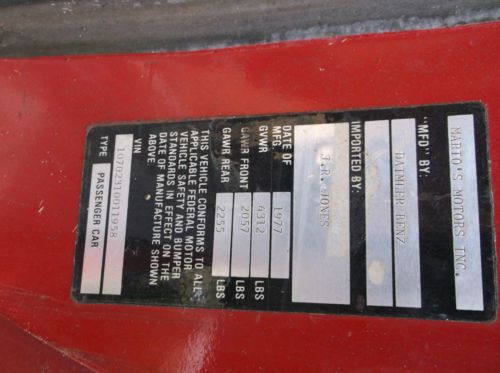 MARIO'S MOTORS INC.
"MFD" BY:
DAIMLER BENZ
IMPORTED BY:
J.R. JONES
DATE OF
MFG. 1977
GVWR 4312 LBS
GAWR FRONT 2057 LBS
GAWR REAR 2255 LBS
THIS VEHICLE CONFORMS TO ALL
APPLICABLE FEDERAL MOTOR
VEHICLE SAFETY AND BUMPER
STANDARDS IN EFFECT ON THE
DATE OF MANUFACTURE SHOWN
ABOVE.
VIN 10702310011958
TYPE PASSENGER CAR